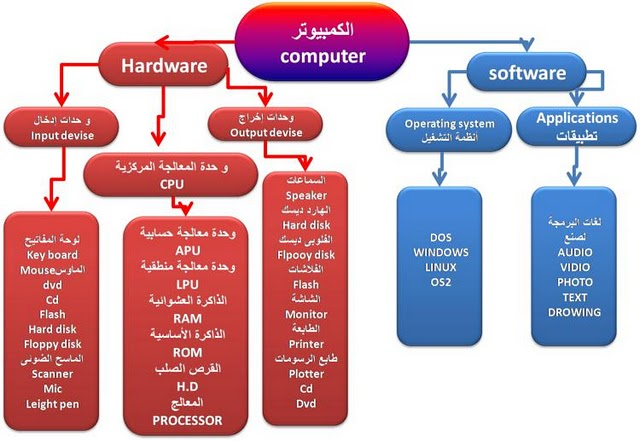 الكمبيوتر
computer
Hardware
software
وحدات ادخال
Input devise
وحدات إخراج
Output devise
Operating system
أنظمة التشغيل
Applications
تطبيقات
وحدة المعالجة المركزية
CPU
لوحة المفاتيح
Key board
Mouseالماوس
dvd
Cd
Flash
Hard disk
Floppy disk
الماسح الضوئى
Scanner
Mic
Leight pen
وحدة معالجة حسابية
APU
وحدة معالجة منطقية
LPU
الذاكرة العشوائية
RAM
الذاكرة الأساسية
ROM
القرص الصلب
H.D
المعالج
PROCESSOR
السماعات
Speaker
الهارد ديسك
Hard disk
الفلوبى ديسك
Flpooy disk
الفلاشات
Flash
الشاشة
Monitor
الطابعة
Printer
طابع الرسومات
Plotter
Cd
Dvd
DOS
WINDOWS
LINUX
OS2
لغات البرمجة
لصنع
AUDIO
VIDIO
PHOTO
TEXT
DROWING